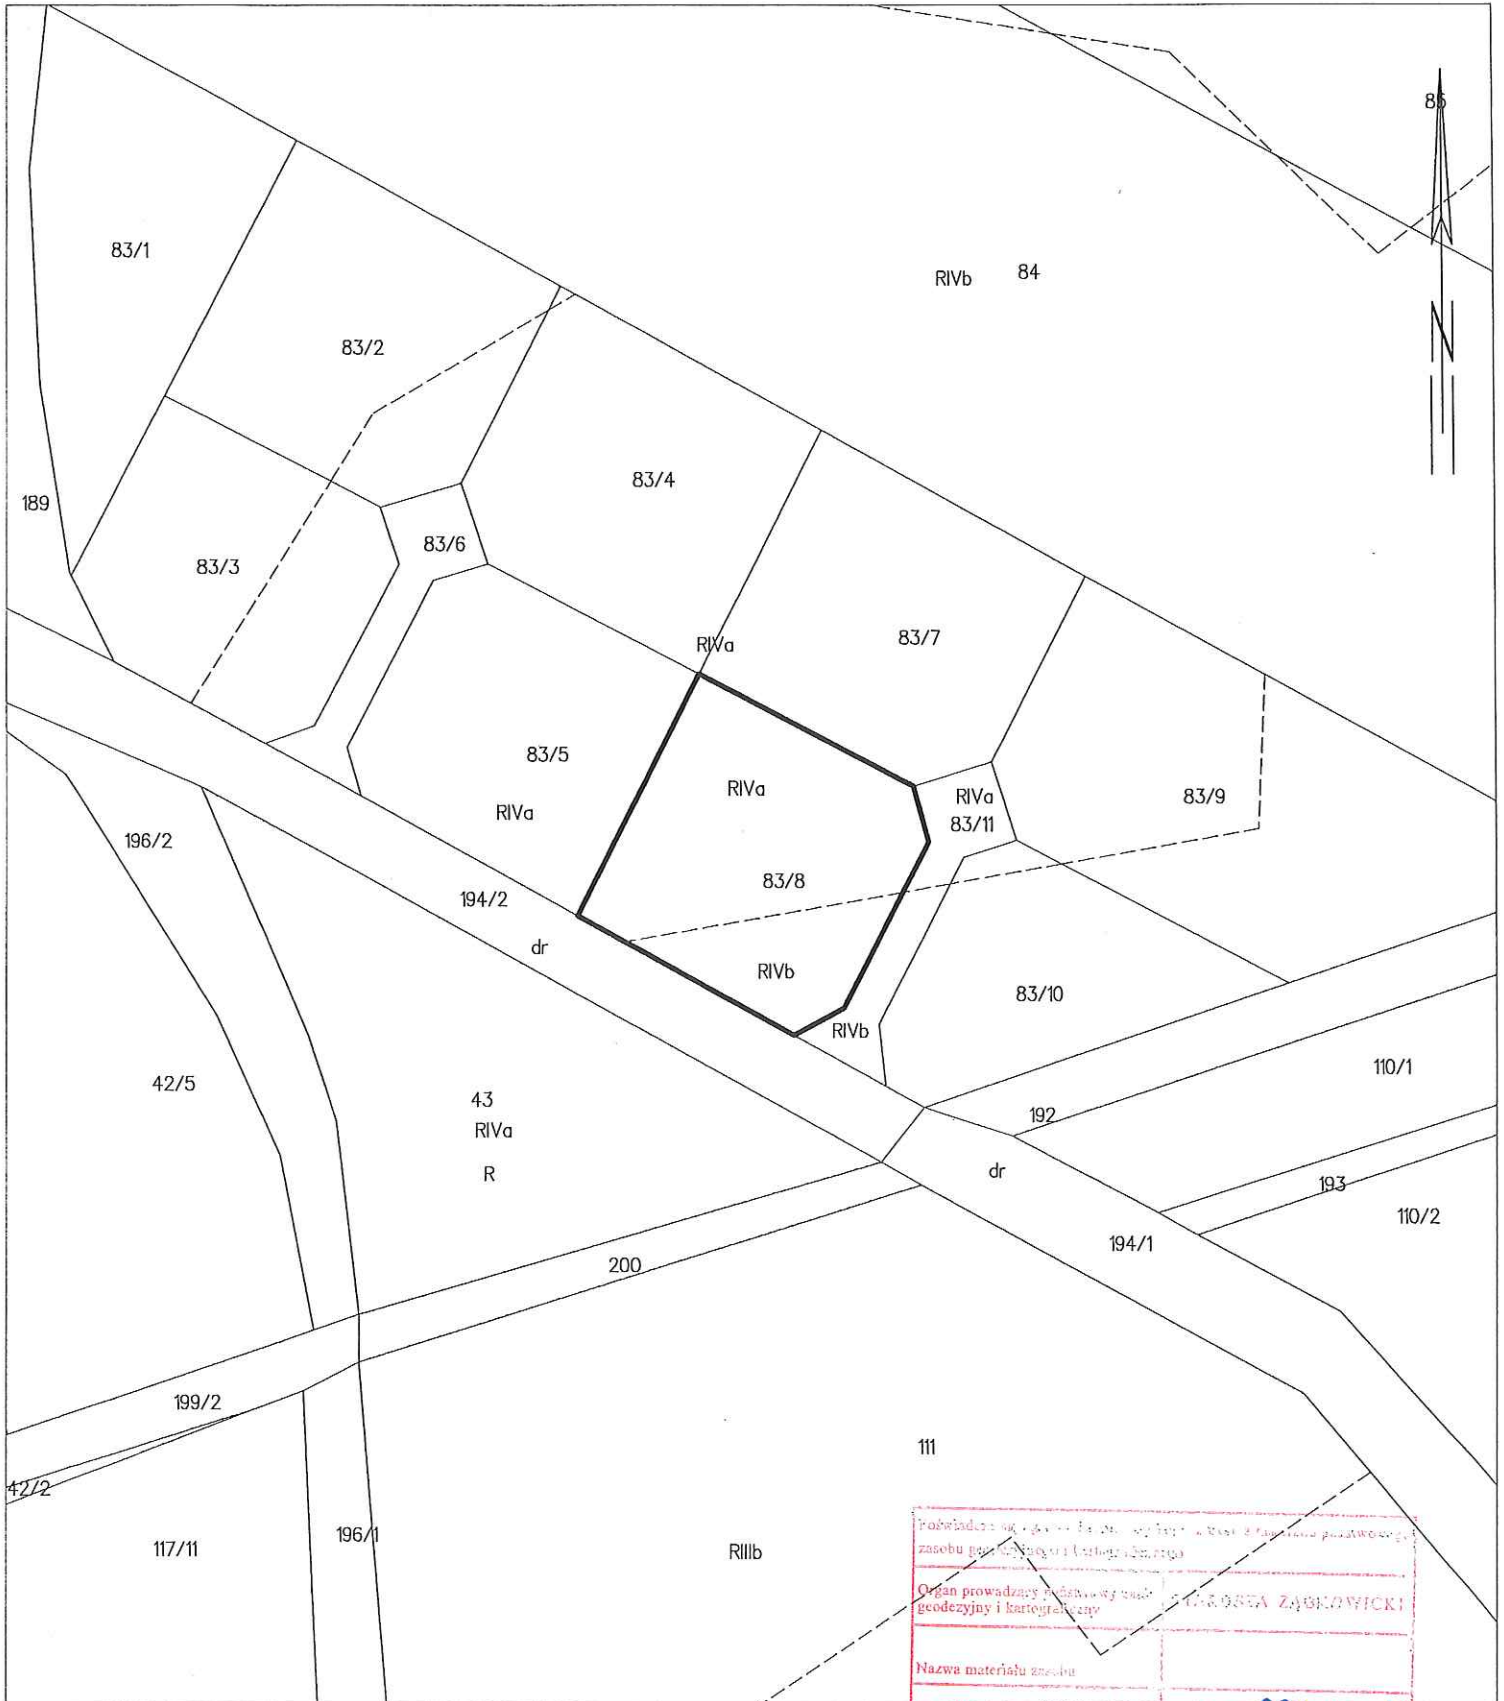 85
83/1
RIVb 84
83/2
83/4
189
83/6
83/3
83/7
RIVa
83/5
RIVa
RIVa
83/9
RIVa
83/11
196/2
83/8
194/2
dr
RIVb
83/10
RIVb
110/1
42/5
43
192
RIVa
R
dr
193
110/2
194/1
200
199/2
111
42/2
196/1
117/11
RIIIb
zasobu
Organ prowadzący
geodezyjny i kartograficzny
STAROSTA ZĄBKOWICKI
Nazwa materiału zasobu
N